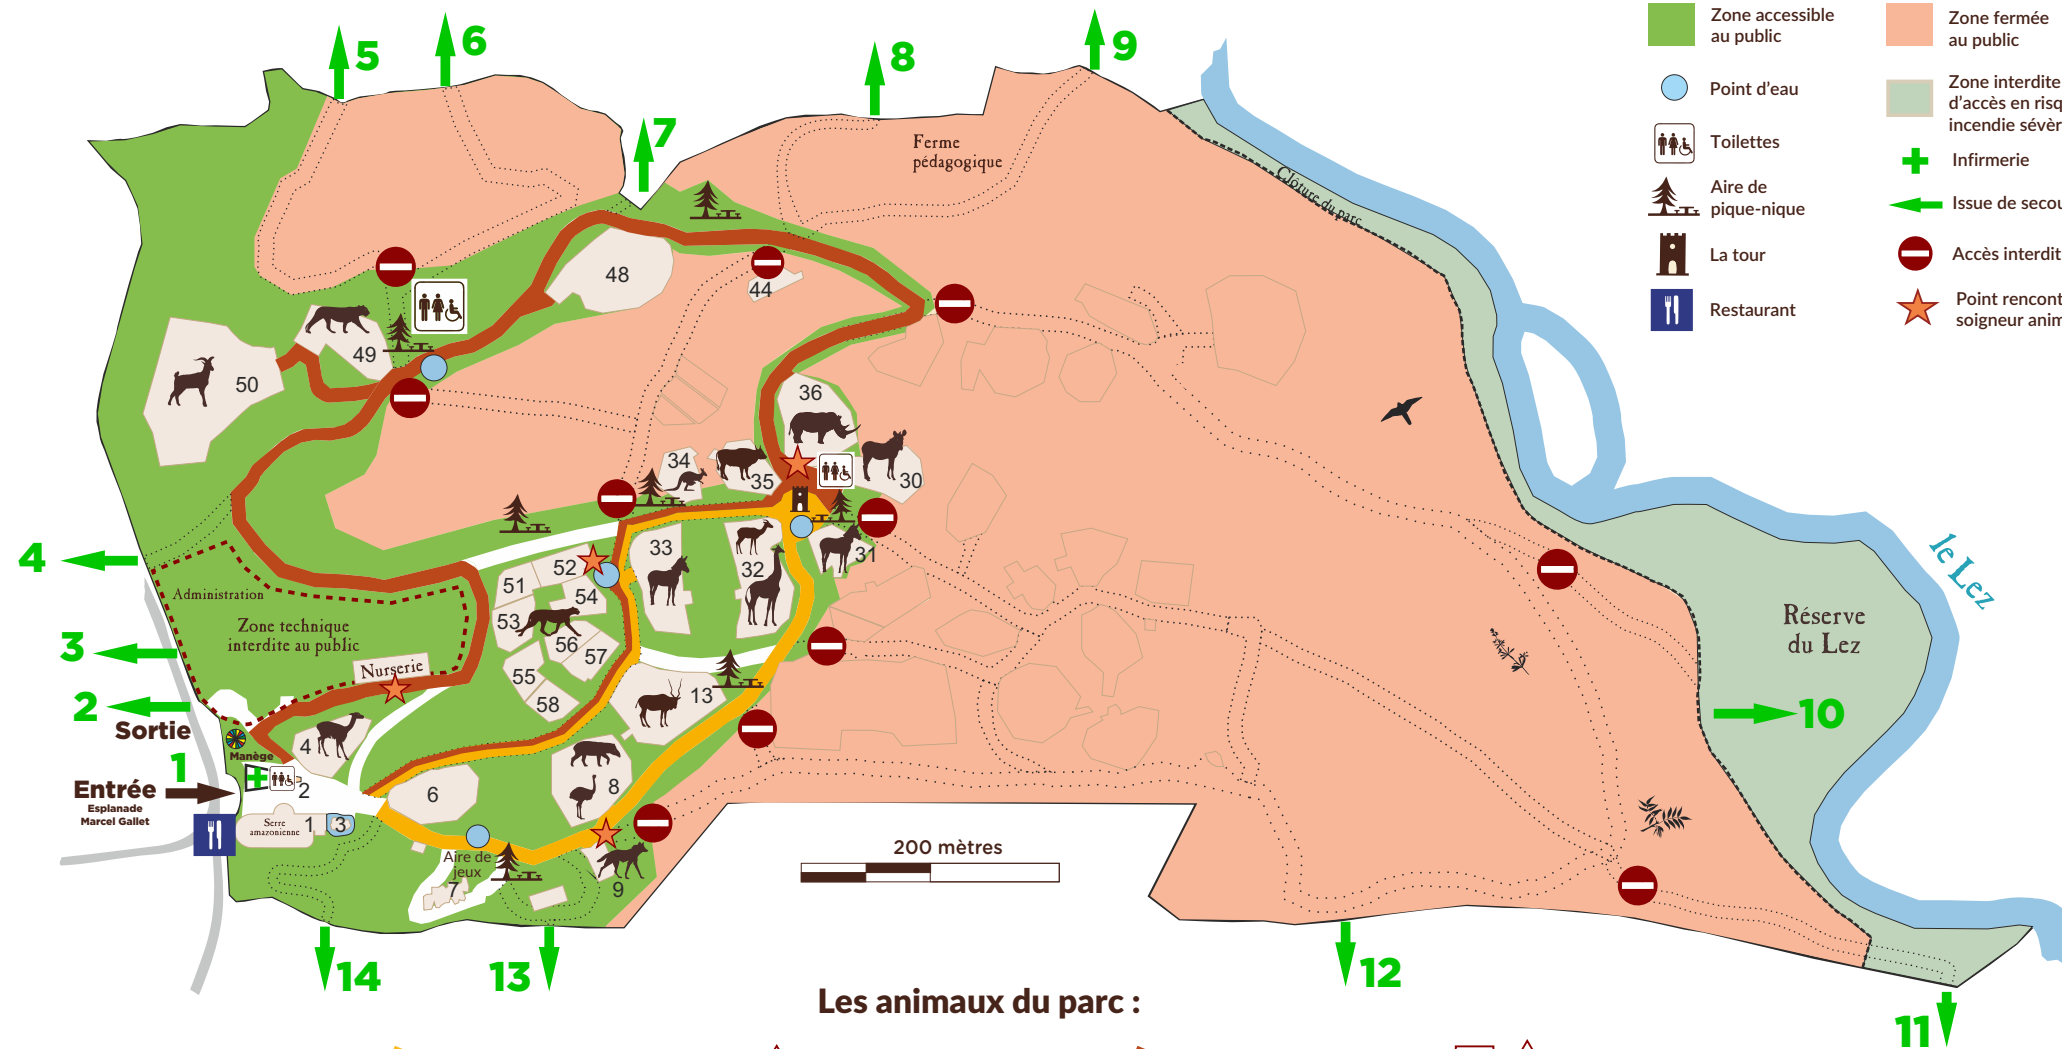 5
6
8
9
7
Zone accessible
au public
Zone fermée
au public
Point d'eau
Zone interdite
d'accès en risq
incendie sévèr
Toilettes
Infirmerie
Aire de
pique-nique
Issue de secou
La tour
Accès interdit
Restaurant
Point rencont
soigneur anim
Ferme
pédagogique
Clôture du parc
48
44
49
50
36
34
35
30
33
31
32
52
51
54
53
56
57
55
58
13
4
Administration
Zone technique
interdite au public
Nurserie
3
2
Sortie
Manège
4
1
Entrée
Esplanade
Marcel Gallet
2
Serre
amazonienne
1
3
6
8
Aire de
jeux
7
9
200 mètres
le Lez
Réserve
du Lez
10
14
13
12
11
Les animaux du parc :